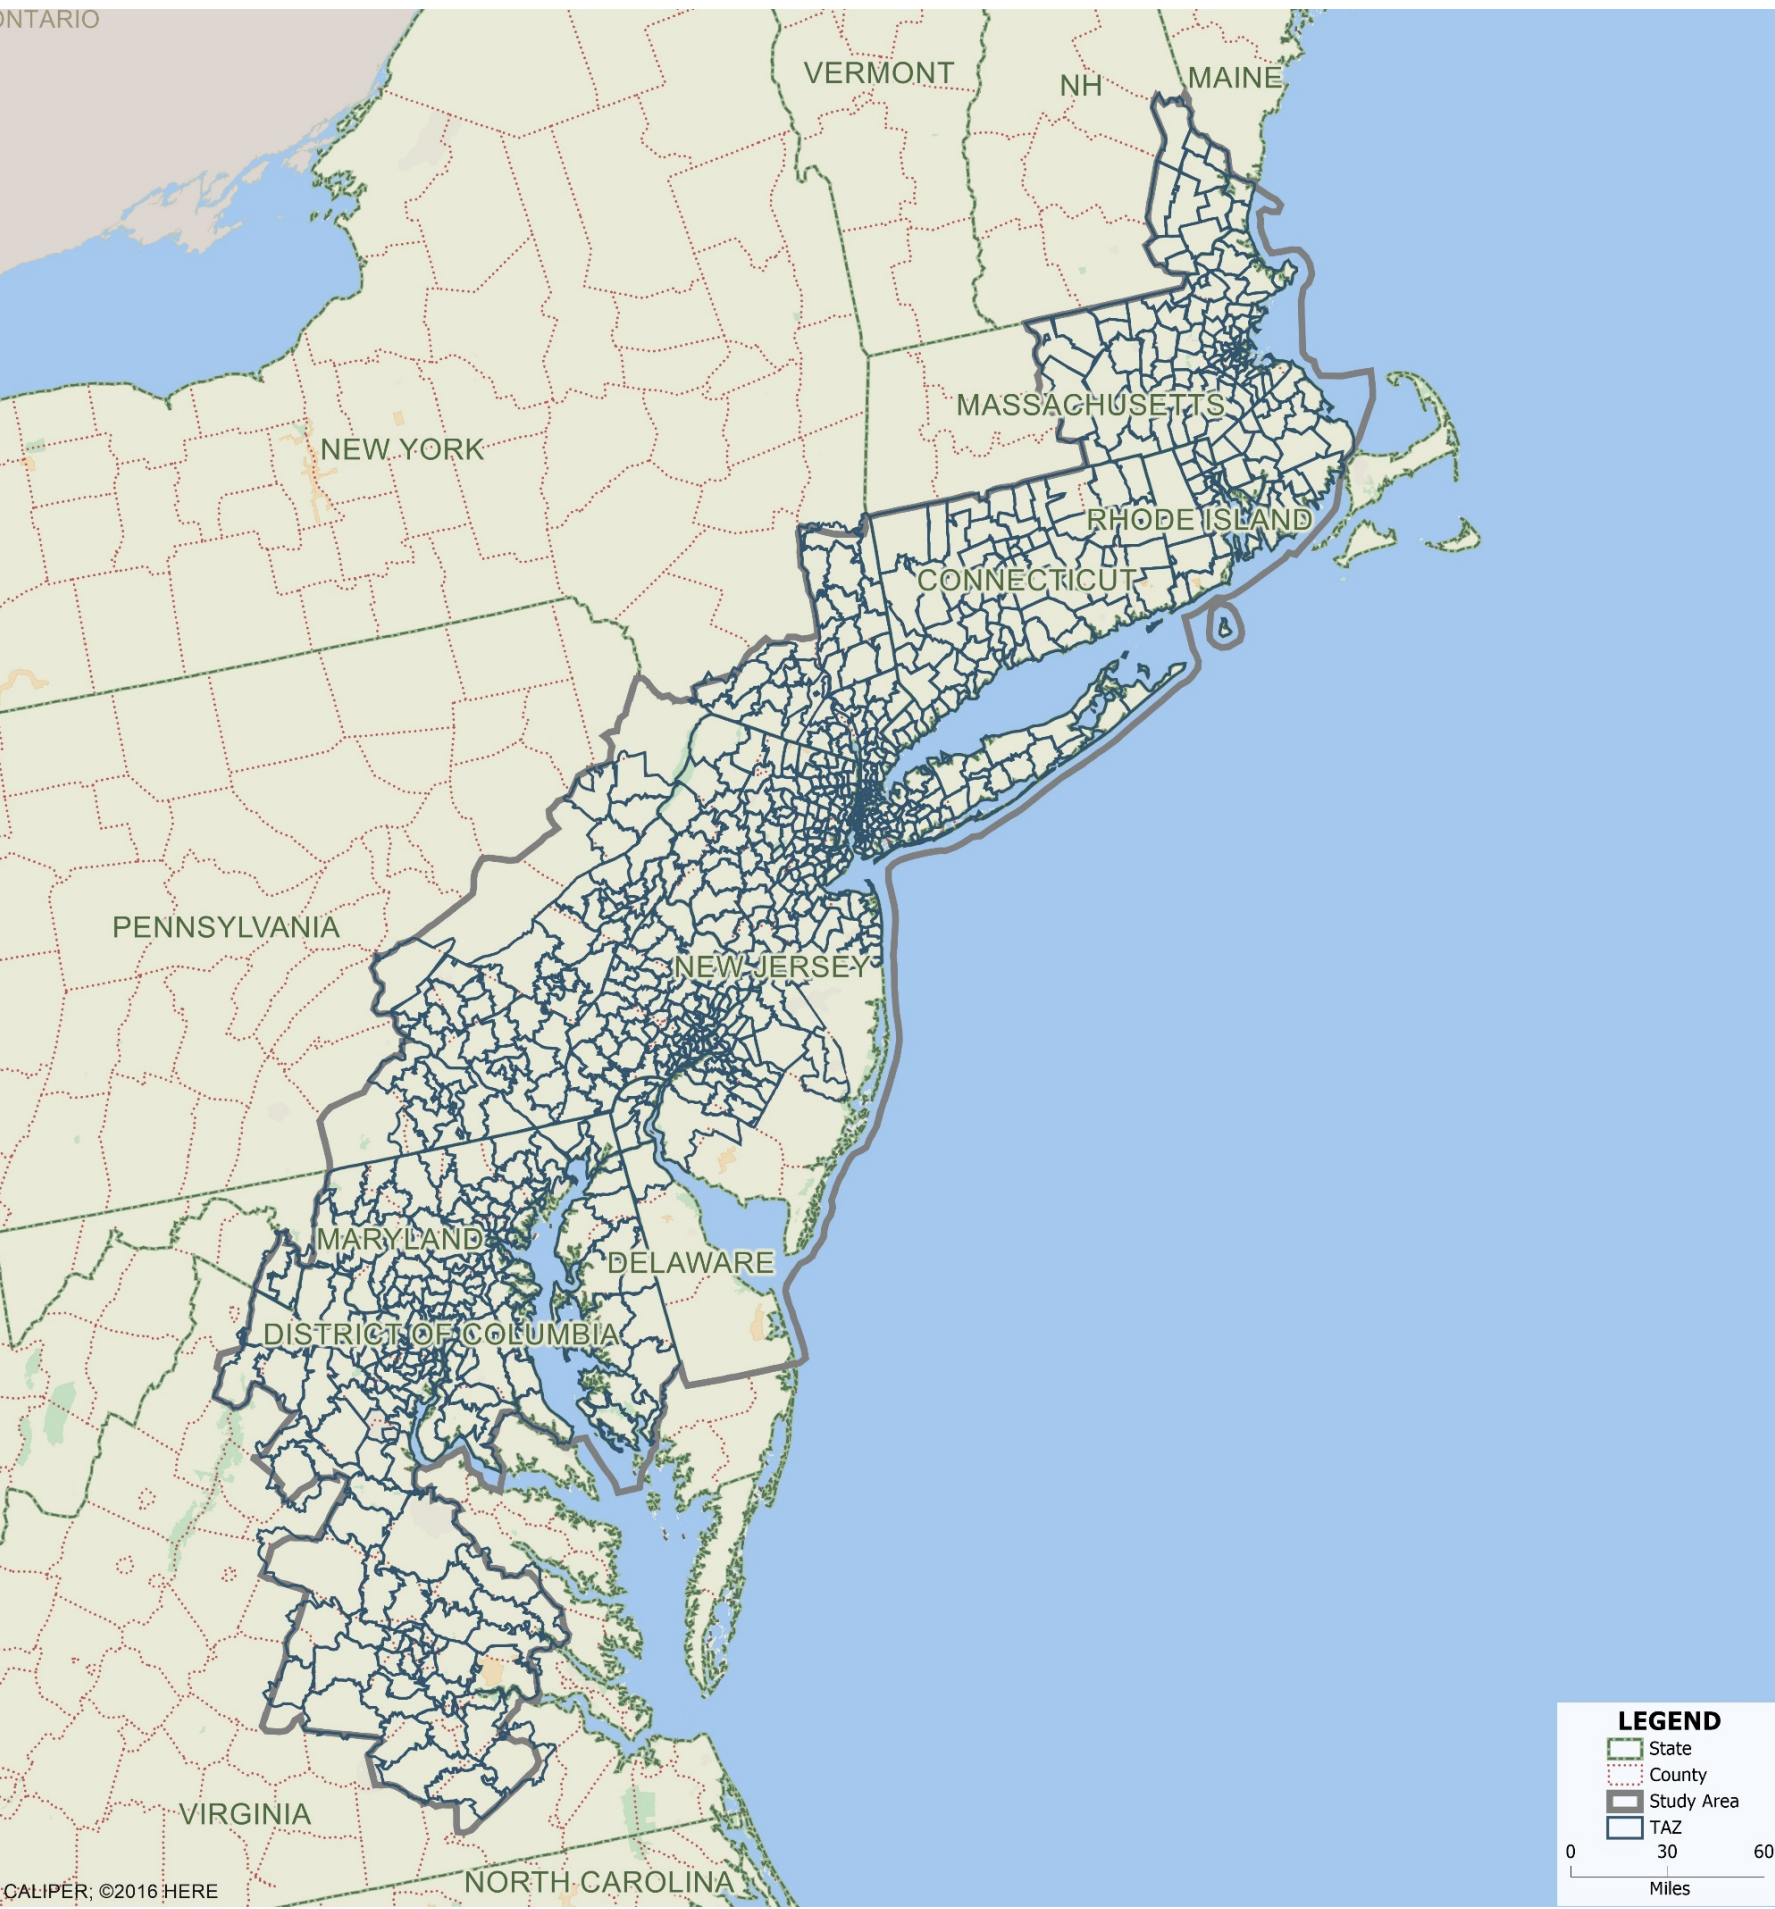 ONTARIO
VERMONT
NH
MAINE
MASSACHUSETTS
NEW YORK
RHODE ISLAND
CONNECTICUT
PENNSYLVANIA
NEW JERSEY
MARYLAND
DELAWARE
DISTRICT OF COLUMBIA
VIRGINIA
NORTH CAROLINA
CALIPER; ©2016 HERE
LEGEND
State
County
Study Area
TAZ
0 30 60
Miles